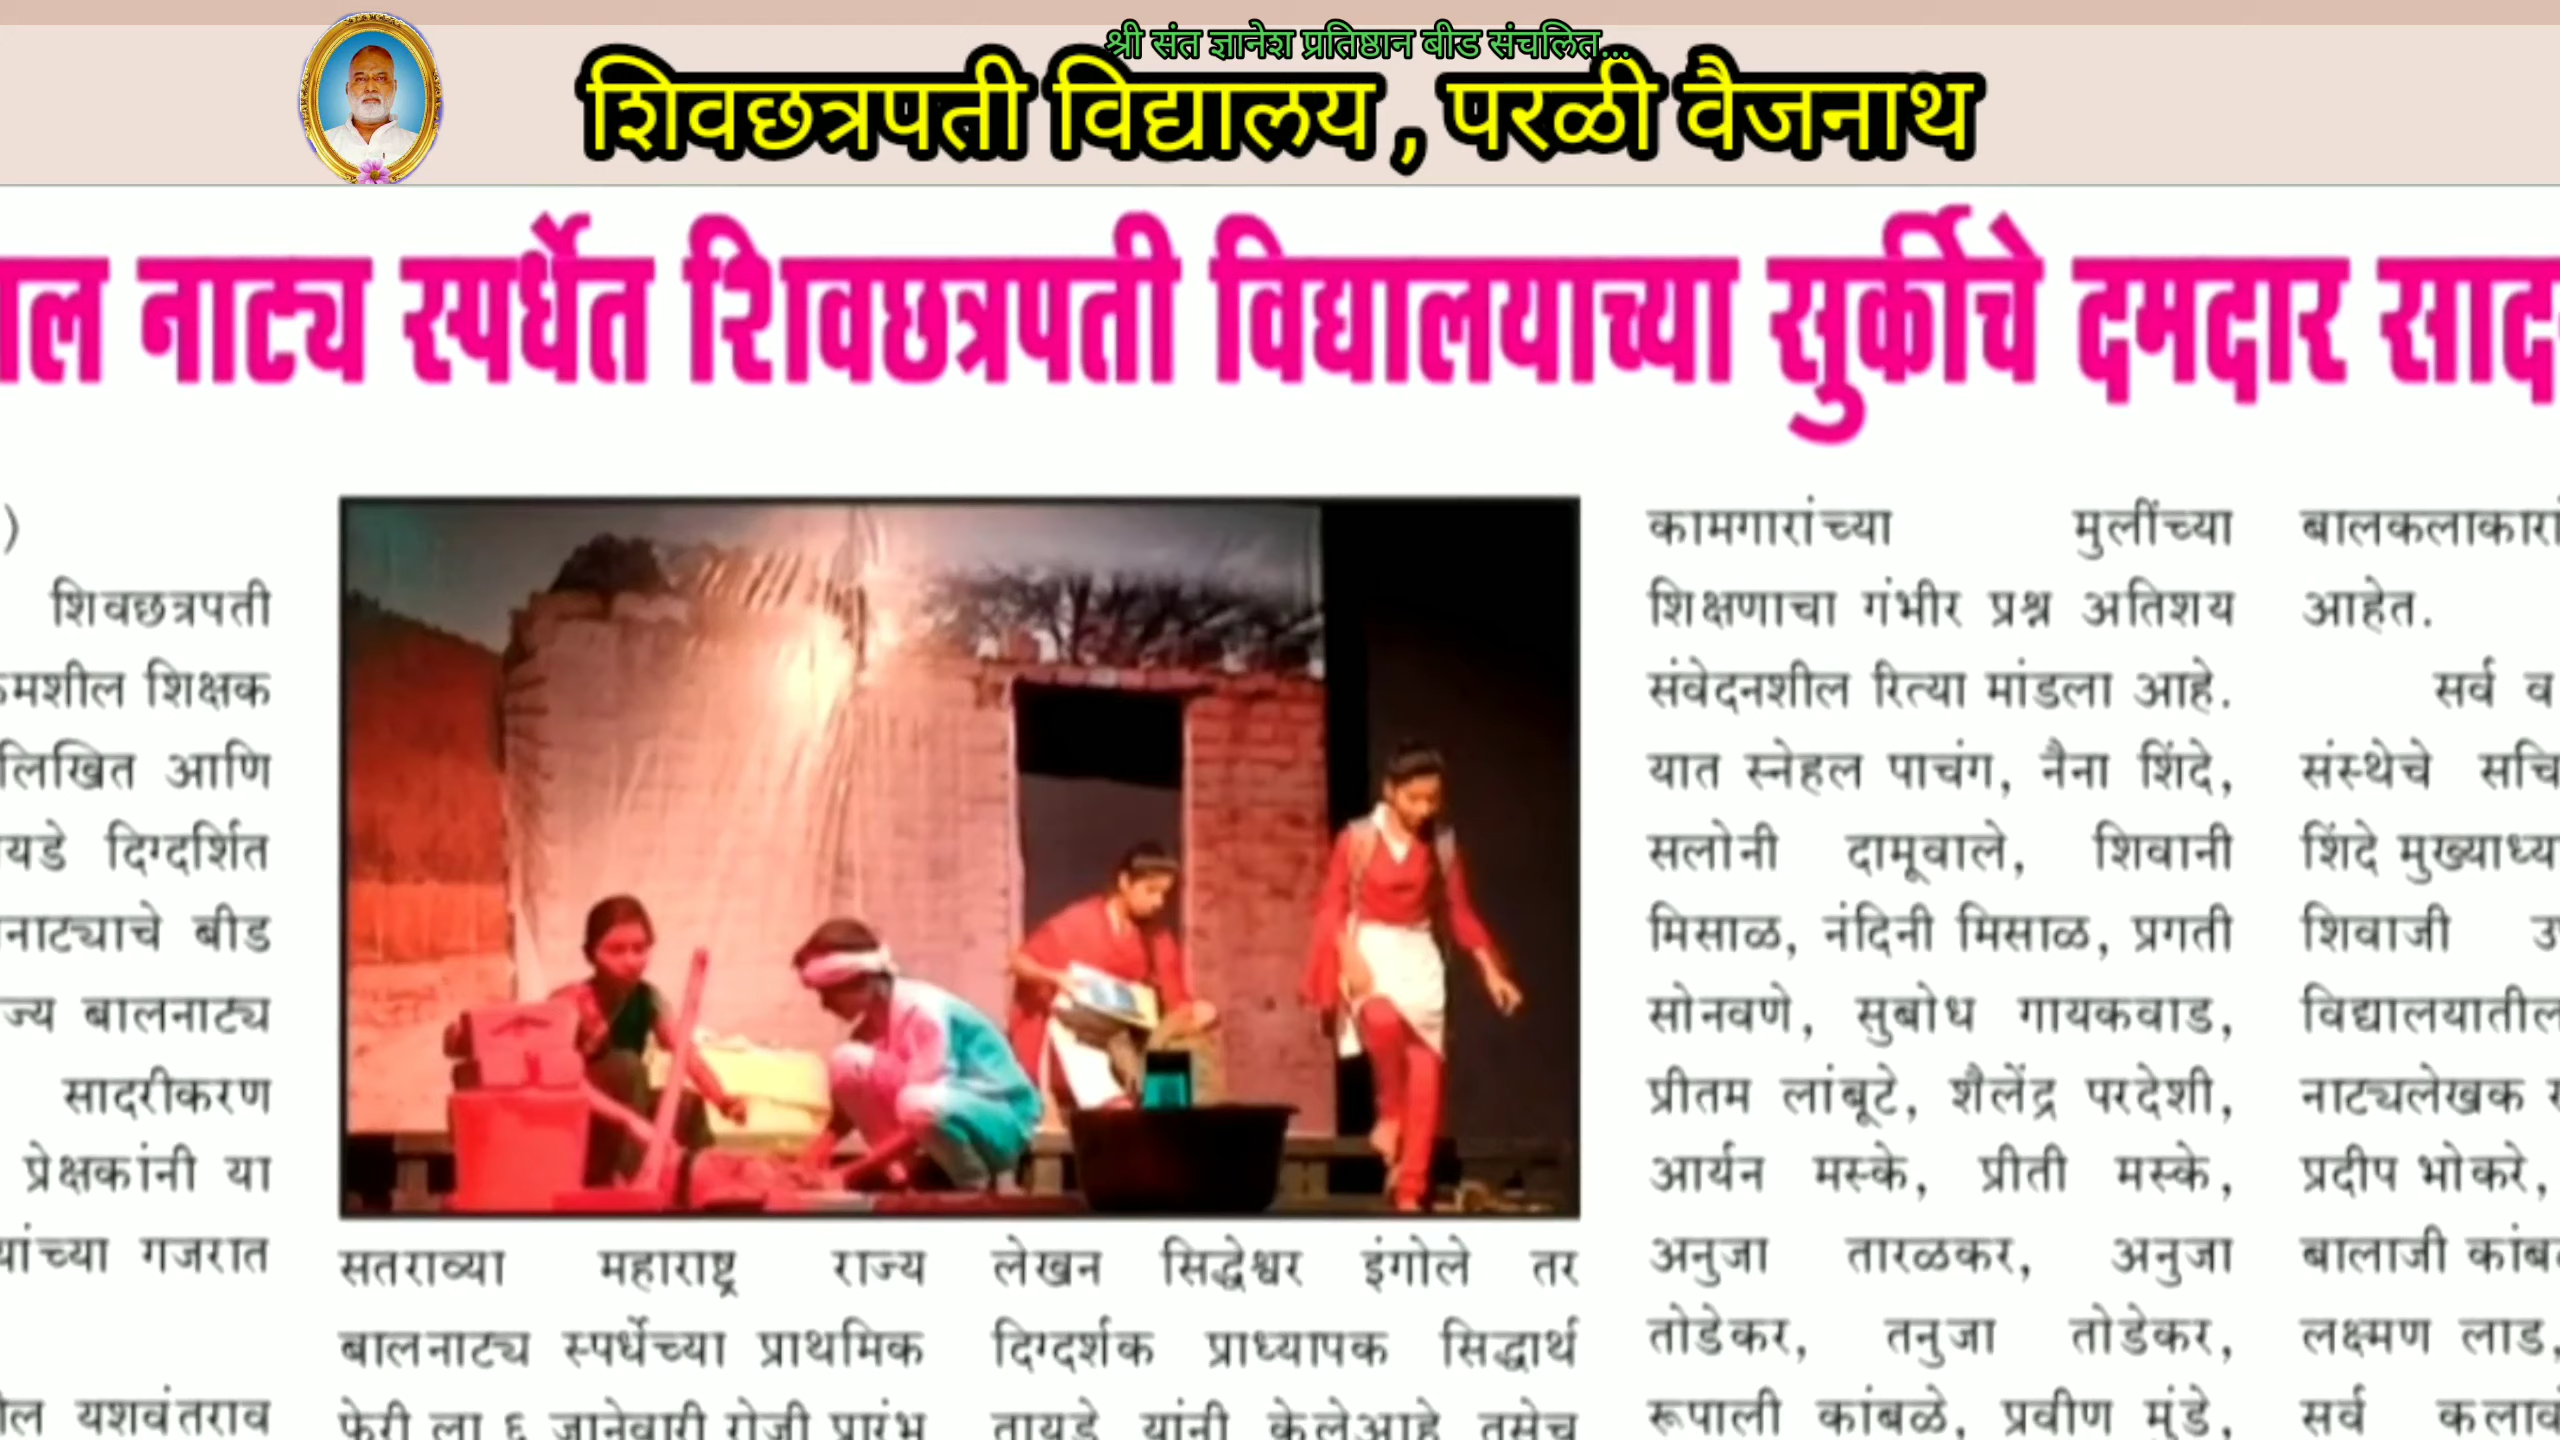 श्री संत ज्ञानेश प्रतिष्ठान बीड संचलित...
शिवछत्रपती विद्यालय, परळी वैजनाथ
नाट्य स्पर्धेत शिवछत्रपती विद्यालयाच्या सुर्कीचे दमदार
)
शिवछत्रपती
शिक्षक
लिखित आणि
दिग्दर्शित
बीड
बालनाट्य
सादरीकरण
प्रेक्षकांनी या
गजरात
यशवंतराव
सतराव्या महाराष्ट्र राज्य
बालनाट्य स्पर्धेच्या प्राथमिक
फेरी ला ६ जानेवारी रोजी प्रारंभ
लेखन सिद्धेश्वर इंगोले तर
दिग्दर्शक प्राध्यापक सिद्धार्थ
तायडे यांनी केलेआहे तसेच
कामगारांच्या मुलींच्या
शिक्षणाचा गंभीर प्रश्न अतिशय
संवेदनशील रित्या मांडला आहे.
यात स्नेहल पाचंग, नैना शिंदे,
सलोनी दामूवाले, शिवानी
मिसाळ, नंदिनी मिसाळ, प्रगती
सोनवणे, सुबोध गायकवाड,
प्रीतम लांबूटे, शैलेंद्र परदेशी,
आर्यन मस्के, प्रीती मस्के,
अनुजा तारळकर, अनुजा
तोडेकर, तनुजा तोडेकर,
रूपाली कांबळे, प्रवीण मुंडे,
आहेत.
सर्व
संस्थेचे
शिंदे
शिवाजी
विद्यालयातील
नाट्यलेखक
प्रदीप भोकरे,
बालाजी
लक्ष्मण लाड,
सर्व